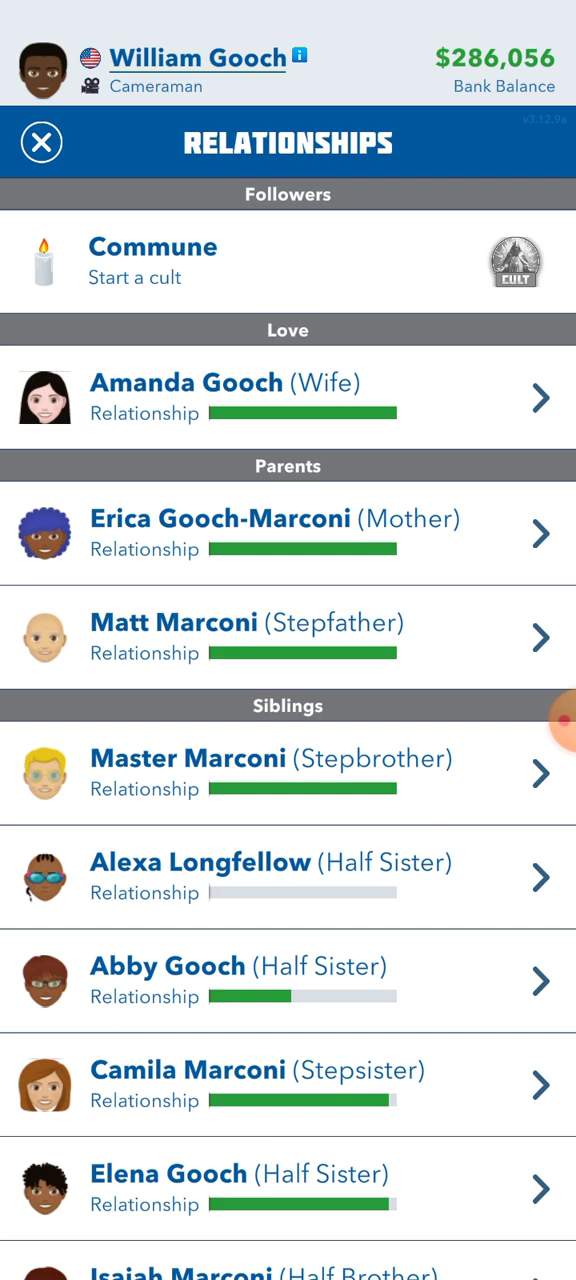 William Gooch
Cameraman
$286,056
Bank Balance
v3.12.9a
RELATIONSHIPS
Followers
Commune
Start a cult
CULT
Love
Amanda Gooch (Wife)
Relationship
Parents
Erica Gooch-Marconi (Mother)
Relationship
Matt Marconi (Stepfather)
Relationship
Siblings
Master Marconi (Stepbrother)
Relationship
Alexa Longfellow (Half Sister)
Relationship
Abby Gooch (Half Sister)
Relationship
Camila Marconi (Stepsister)
Relationship
Elena Gooch (Half Sister)
Relationship
Isaiah Marconi (Half Brother)